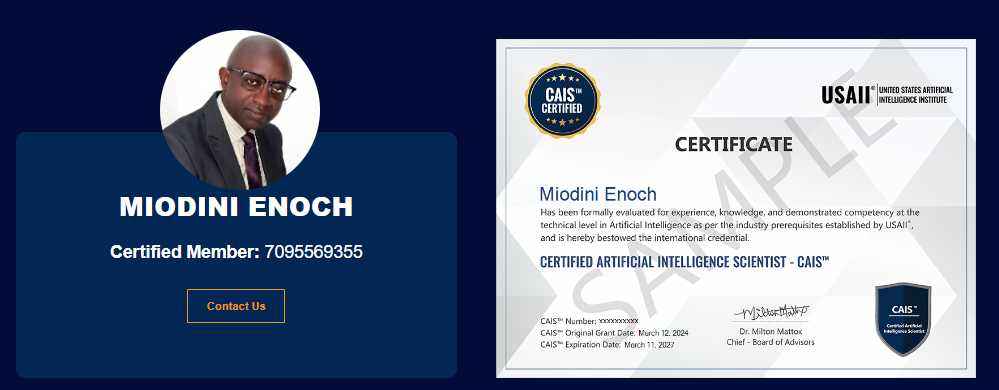 MIODINI ENOCH
Certified Member: 7095569355
Contact Us
CAIS™
CERTIFIED
USAII® UNITED STATES ARTIFICIAL
INTELLIGENCE INSTITUTE
CERTIFICATE
SAMPLE
Miodini Enoch
Has been formally evaluated for experience, knowledge, and demonstrated competency at the
technical level in Artificial Intelligence as per the industry prerequisites established by USAII®,
and is hereby bestowed the international credential.
CERTIFIED ARTIFICIAL INTELLIGENCE SCIENTIST - CAIS™
CAIS™ Number: xxxxxxxxxx
CAIS™ Original Grant Date: March 12, 2024
CAIS™ Expiration Date: March 11, 2027
Milton Mattox
Dr. Milton Mattox
Chief - Board of Advisors
CAIS™
Certified Artificial
Intelligence Scientist